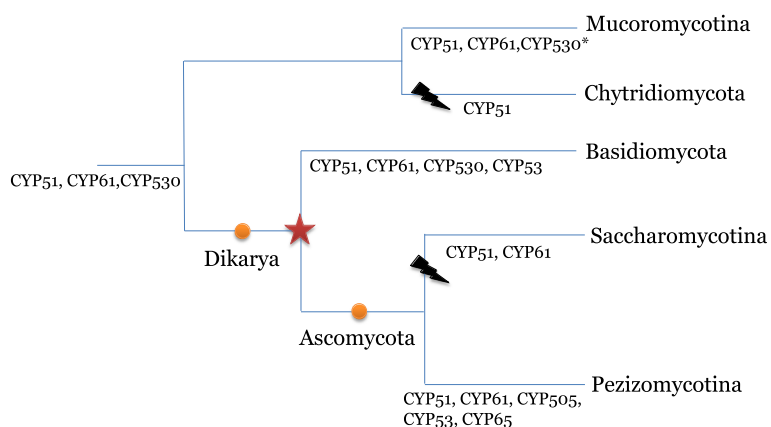 Mucoromycotina
CYP51, CYP61,CYP530*
Chytridiomycota
CYP51
Basidiomycota
CYP51, CYP61, CYP530, CYP53
CYP51, CYP61,CYP530
Saccharomycotina
CYP51, CYP61
Dikarya
Ascomycota
Pezizomycotina
CYP51, CYP61, CYP505,
CYP53, CYP65